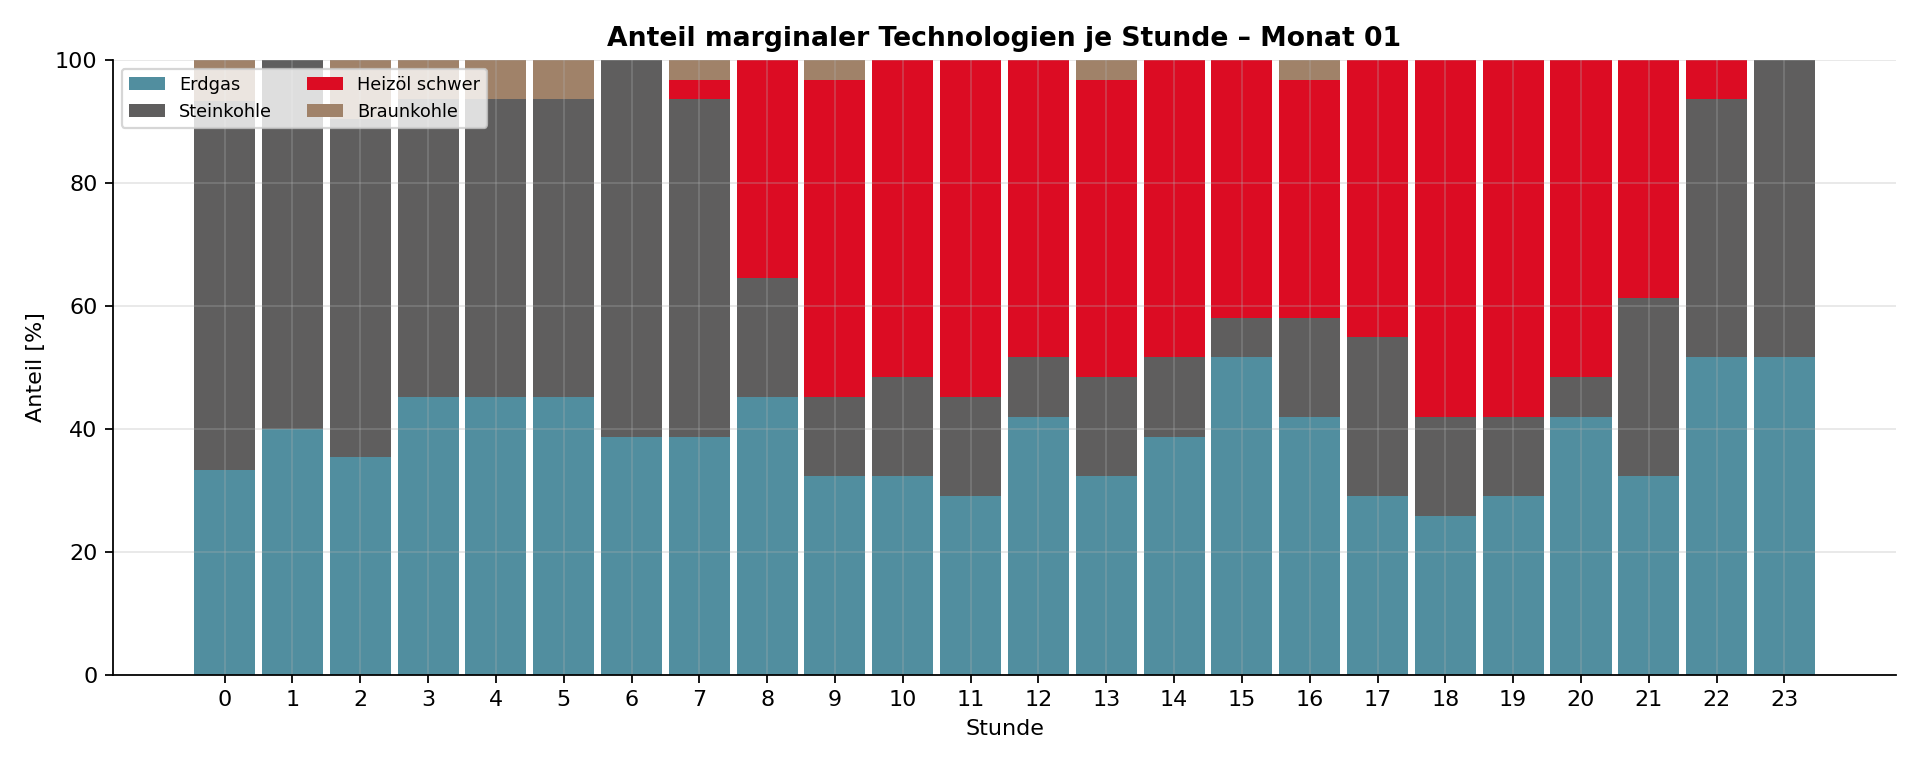 Anteil marginaler Technologien je Stunde – Monat 01
Erdgas
Steinkohle
Heizöl schwer
Braunkohle
Anteil [%]
100
80
60
40
20
0
0 1 2 3 4 5 6 7 8 9 10 11 12 13 14 15 16 17 18 19 20 21 22 23
Stunde